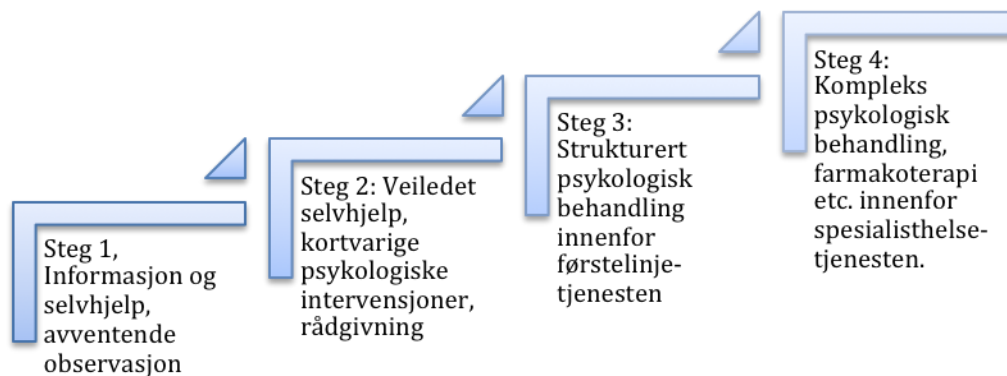 Steg 1,
Informasjon og
selvhjelp,
avventende
observasjon
Steg 2: Veiledet
selvhjelp,
kortvarige
psykologiske
intervensjoner,
rådgivning
Steg 3:
Strukturert
psykologisk
behandling
innenfor
førstelinje-
tjenesten
Steg 4:
Kompleks
psykologisk
behandling,
farmakoterapi
etc. innenfor
spesialisthelse-
tjenesten.